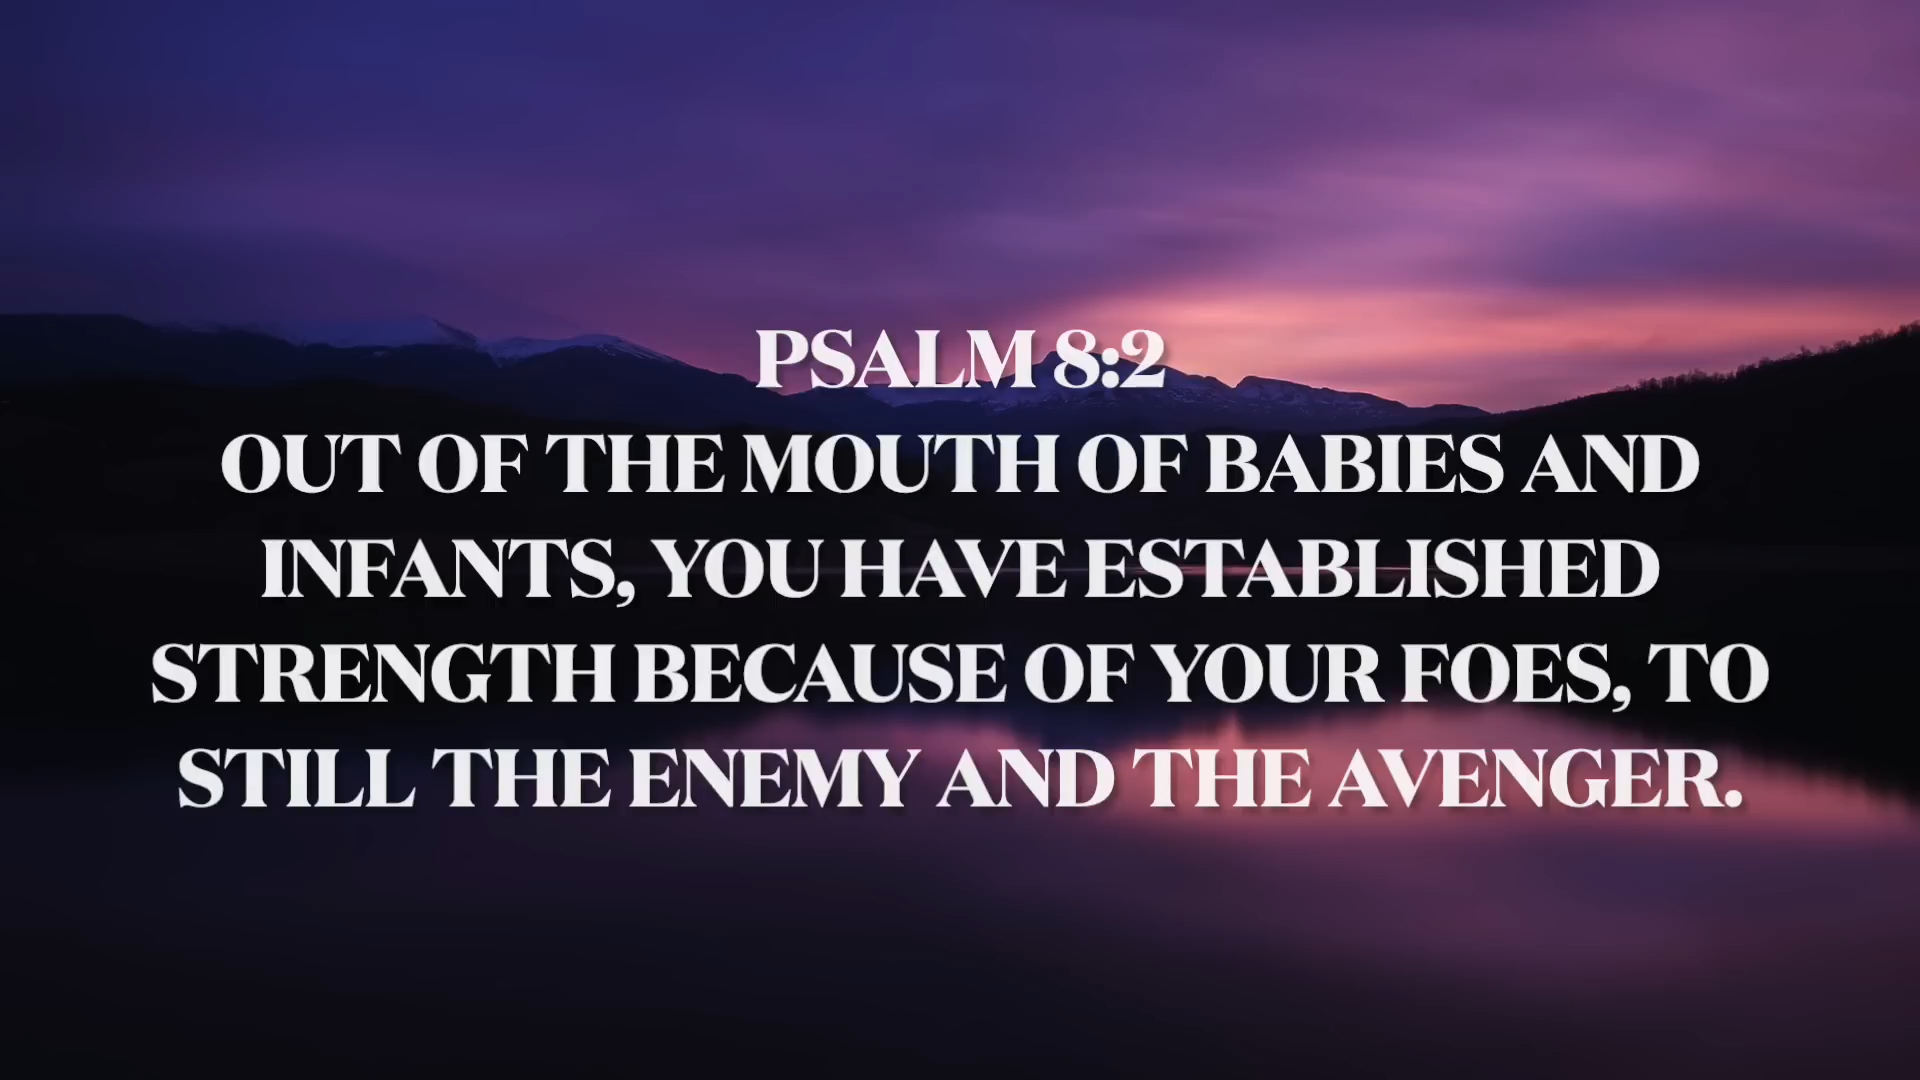 PSALM 8:2
OUT OF THE MOUTH OF BABIES AND
INFANTS, YOU HAVE ESTABLISHED
STRENGTH BECAUSE OF YOUR FOES, TO
STILL THE ENEMY AND THE AVENGER.